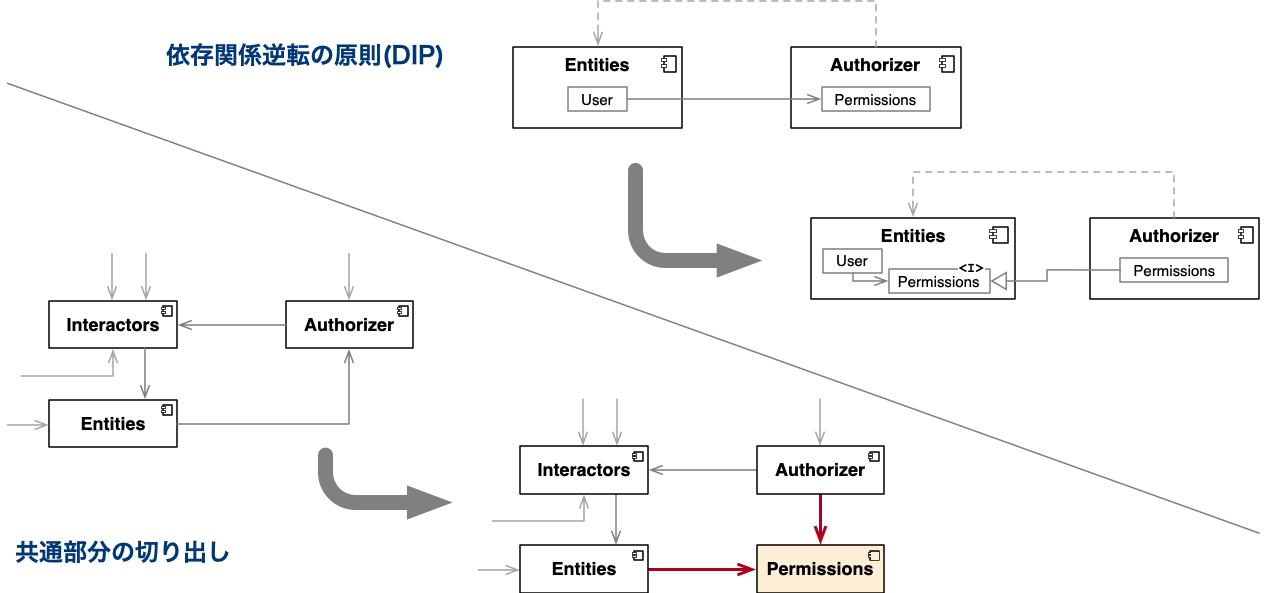 依存関係逆転の原則(DIP)
Entities
User
Authorizer
Permissions
Entities
User
<I>
Permissions
Authorizer
Permissions
Interactors
Authorizer
Entities
共通部分の切り出し
Interactors
Authorizer
Entities
Permissions